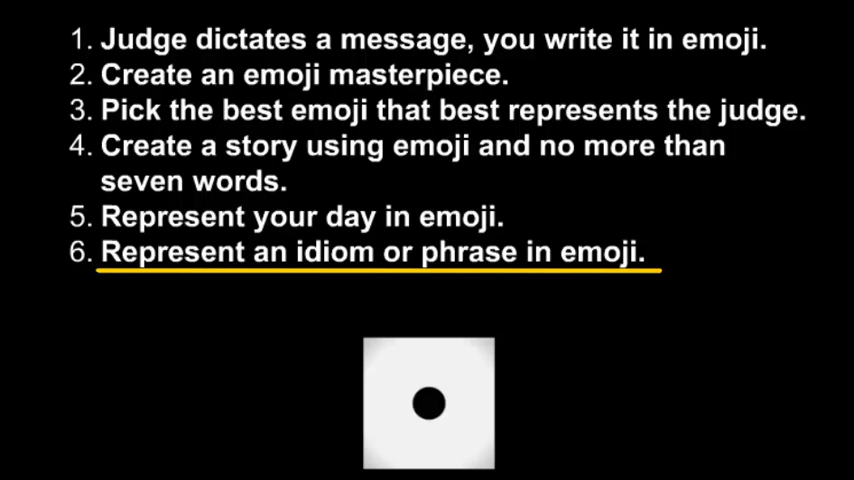 1. Judge dictates a message, you write it in emoji.
2. Create an emoji masterpiece.
3. Pick the best emoji that best represents the judge.
4. Create a story using emoji and no more than
seven words.
5. Represent your day in emoji.
6. Represent an idiom or phrase in emoji.